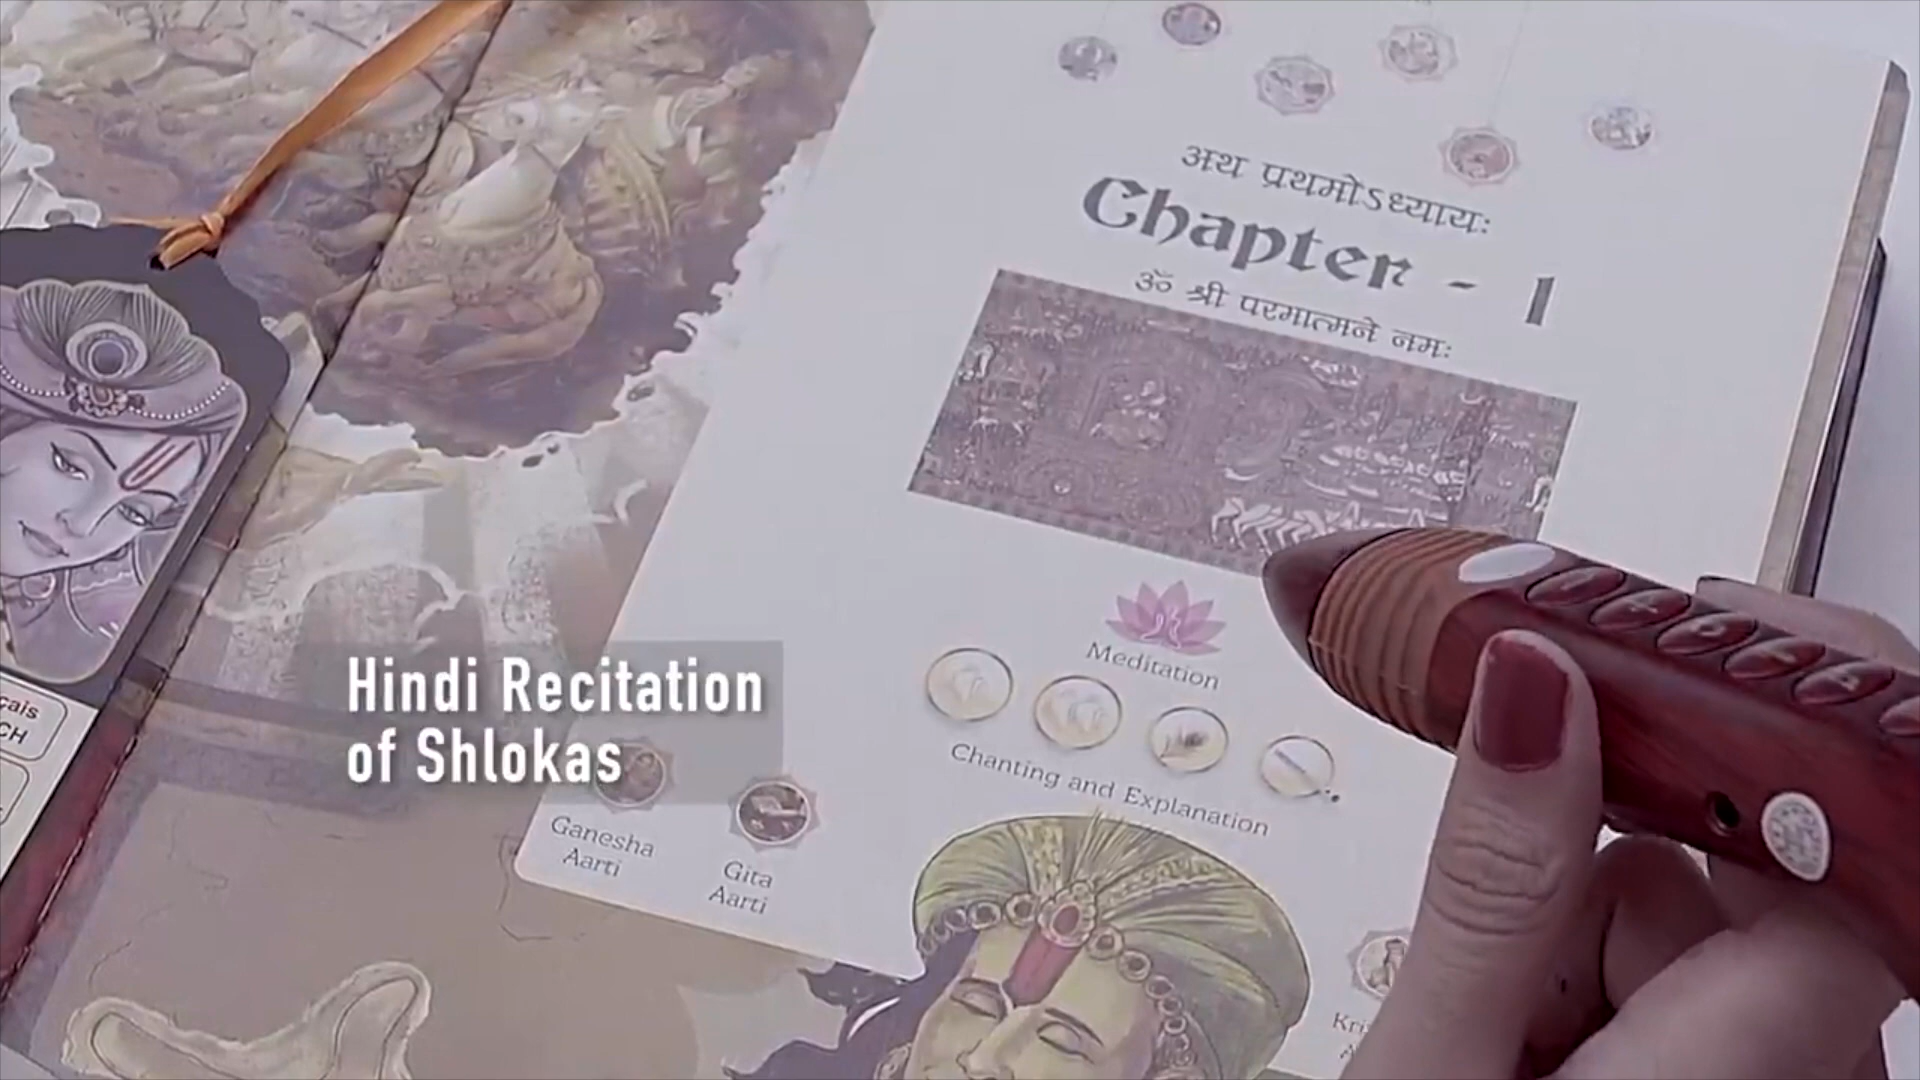 अथ प्रथमोऽध्यायः
Chapter - 1
ॐ श्री परमात्मने नमः
Meditation
Chanting and Explanation
Hindi Recitation
of Shlokas
Ganesha
Aarti
Gita
Aarti